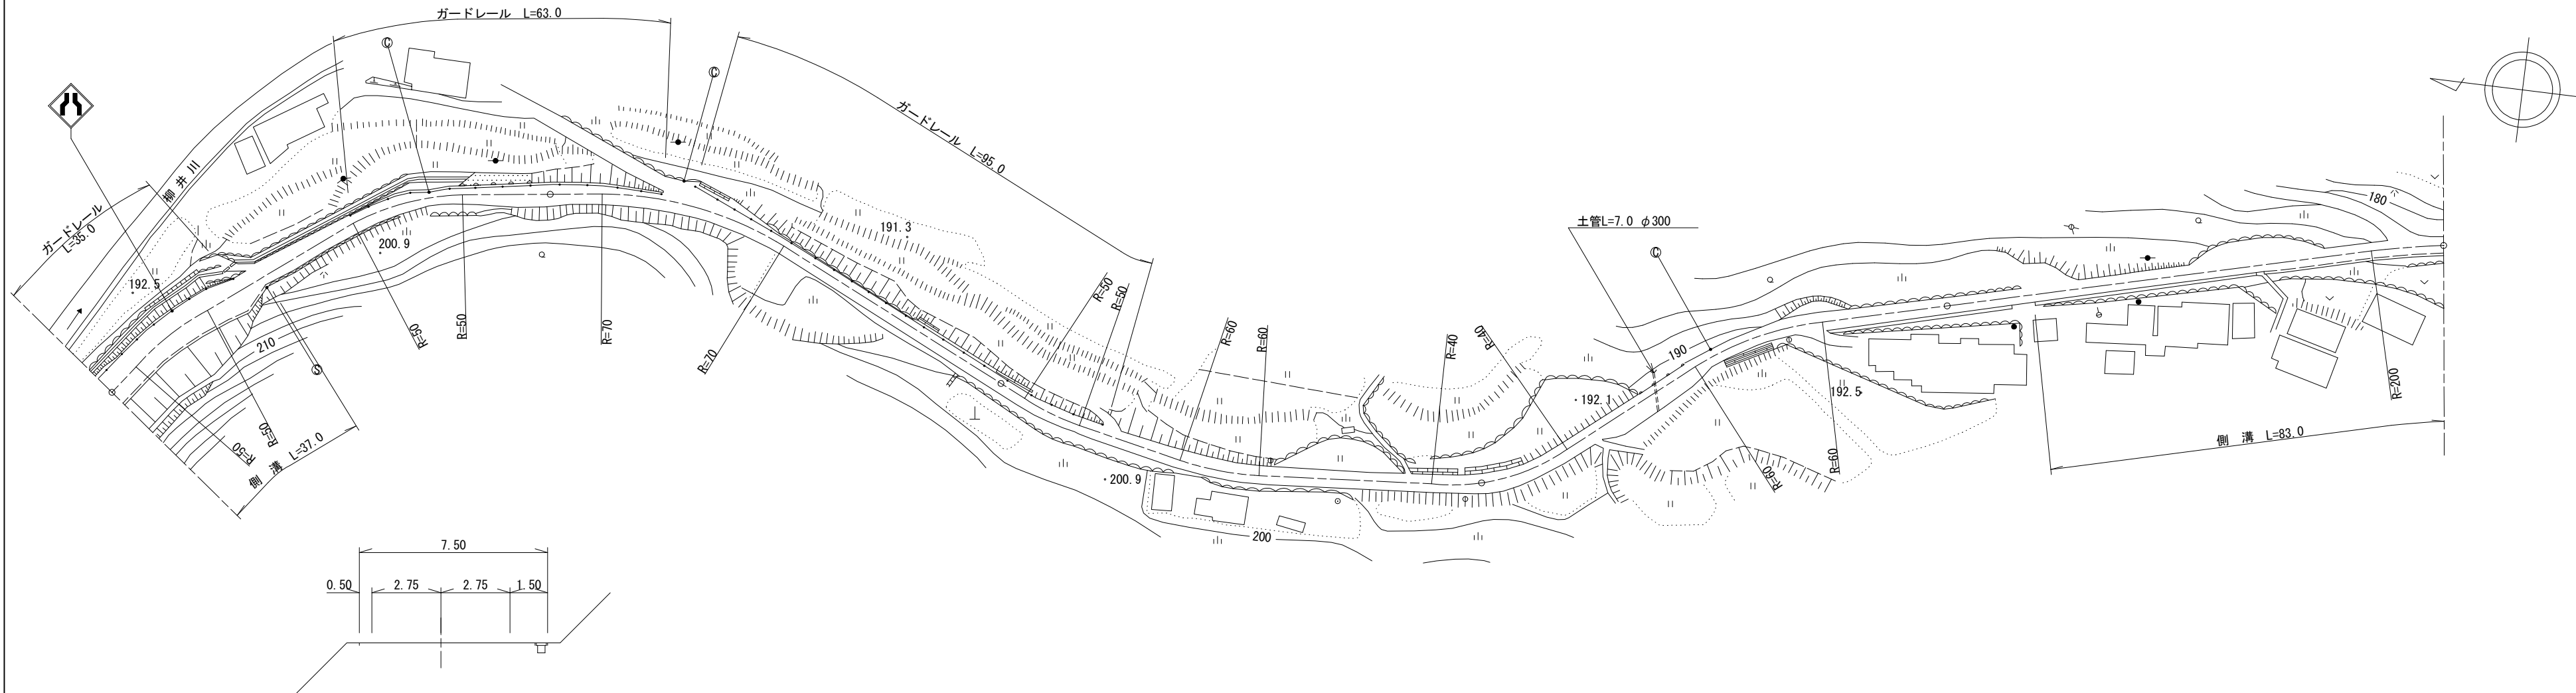 ガードレール L=63.0
Ⓒ
Ⓒ
ガードレール L=95.0
柳井川
ガードレール
L=35.0
192.5
200.9
191.3
土管L=7.0 φ300
Ⓒ
180
R=50
R=50
R=70
R=70
R=50
R=50
R=60
R=60
R=40
R=40
190
192.1
192.5
R=60
R=60
R=200
側 溝 L=83.0
210
Ⓢ
R=50
R=50
側 溝 L=37.0
200.9
200
7.50
0.50
2.75
2.75
1.50